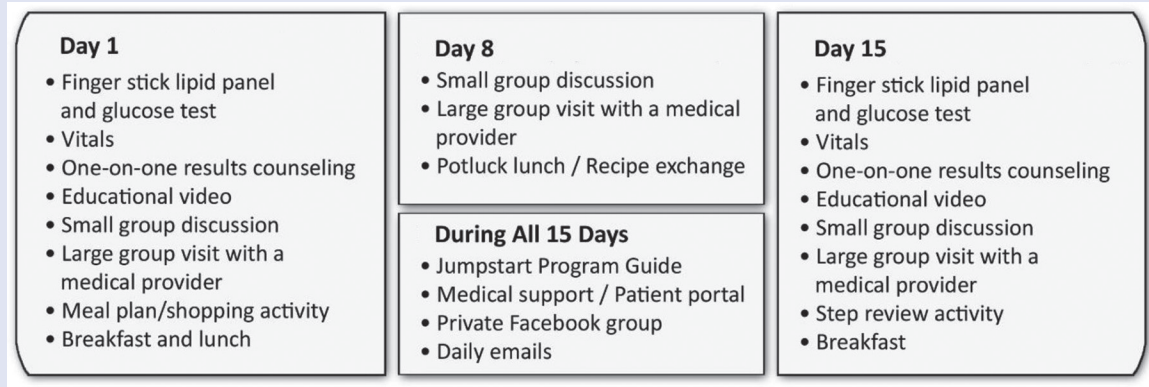 Day 1
• Finger stick lipid panel
and glucose test
• Vitals
• One-on-one results counseling
• Educational video
• Small group discussion
• Large group visit with a
medical provider
• Meal plan/shopping activity
• Breakfast and lunch
Day 8
• Small group discussion
• Large group visit with a medical
provider
• Potluck lunch / Recipe exchange
During All 15 Days
• Jumpstart Program Guide
• Medical support / Patient portal
• Private Facebook group
• Daily emails
Day 15
• Finger stick lipid panel
and glucose test
• Vitals
• One-on-one results counseling
• Educational video
• Small group discussion
• Large group visit with a
medical provider
• Step review activity
• Breakfast